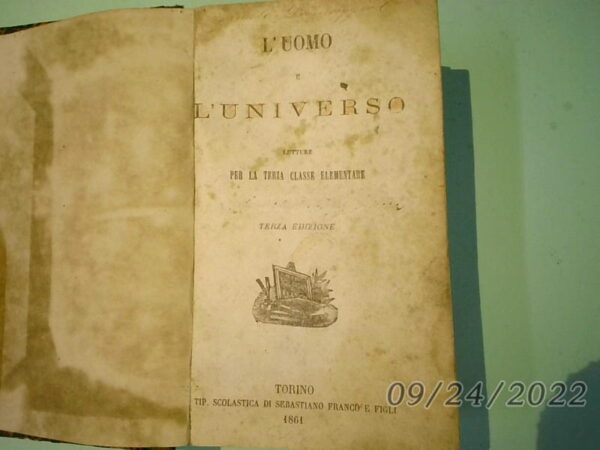 L'UOMO
E
L'UNIVERSO
LETTURE
PER LA TERZA CLASSE ELEMENTARE
TERZA EDIZIONE
TORINO
TIP. SCOLASTICA DI SEBASTIANO FRANCO E FIGLI
1861
09/24/2022